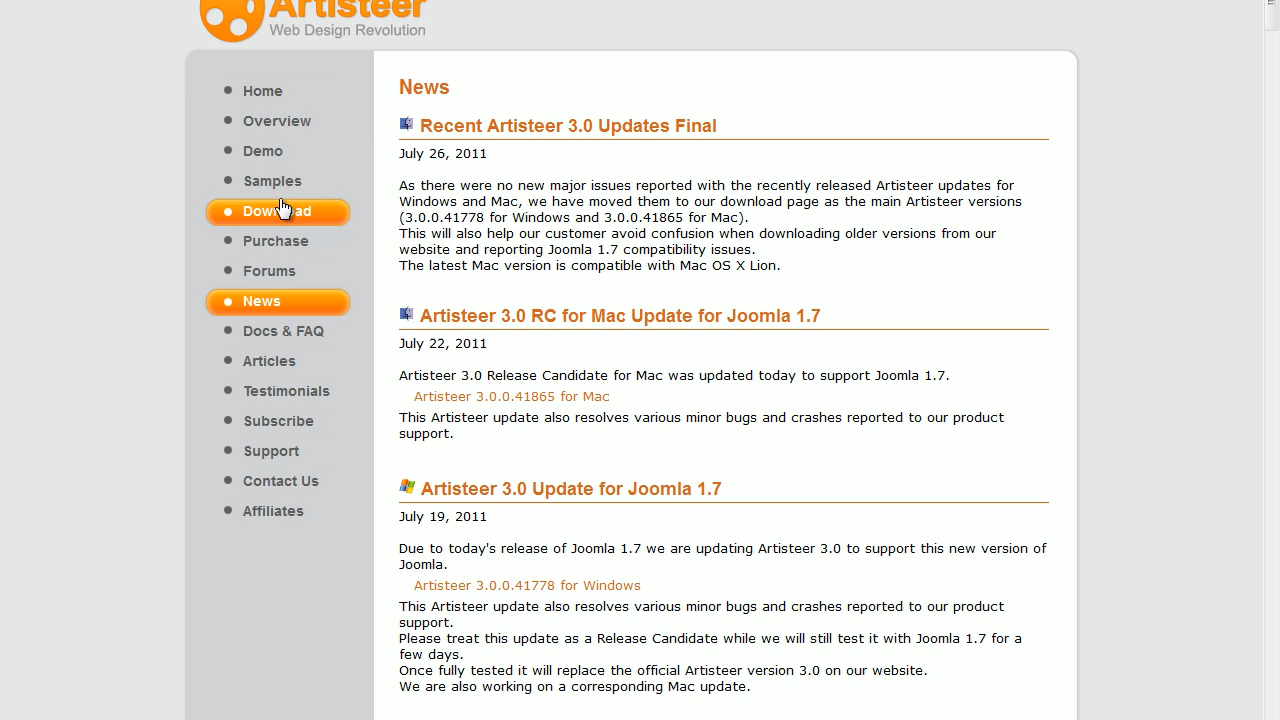 Artisteer
Web Design Revolution
Home
Overview
Demo
Samples
Download
Purchase
Forums
News
Docs & FAQ
Articles
Testimonials
Subscribe
Support
Contact Us
Affiliates
News
Recent Artisteer 3.0 Updates Final
July 26, 2011
As there were no new major issues reported with the recently released Artisteer updates for
Windows and Mac, we have moved them to our download page as the main Artisteer versions
(3.0.0.41778 for Windows and 3.0.0.41865 for Mac).
This will also help our customer avoid confusion when downloading older versions from our
website and reporting Joomla 1.7 compatibility issues.
The latest Mac version is compatible with Mac OS X Lion.
Artisteer 3.0 RC for Mac Update for Joomla 1.7
July 22, 2011
Artisteer 3.0 Release Candidate for Mac was updated today to support Joomla 1.7.
Artisteer 3.0.0.41865 for Mac
This Artisteer update also resolves various minor bugs and crashes reported to our product
support.
Artisteer 3.0 Update for Joomla 1.7
July 19, 2011
Due to today's release of Joomla 1.7 we are updating Artisteer 3.0 to support this new version of
Joomla.
Artisteer 3.0.0.41778 for Windows
This Artisteer update also resolves various minor bugs and crashes reported to our product
support.
Please treat this update as a Release Candidate while we will still test it with Joomla 1.7 for a
few days.
Once fully tested it will replace the official Artisteer version 3.0 on our website.
We are also working on a corresponding Mac update.